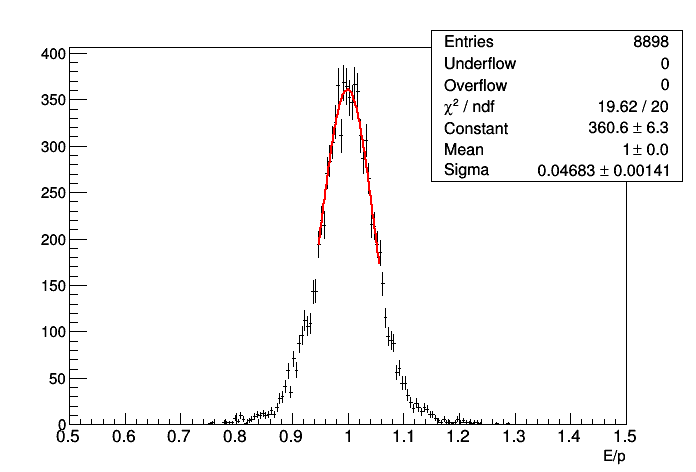 Entries 8898
Underflow 0
Overflow 0
χ² / ndf 19.62 / 20
Constant 360.6 ± 6.3
Mean 1 ± 0.0
Sigma 0.04683 ± 0.00141
400
350
300
250
200
150
100
50
0
0.5 0.6 0.7 0.8 0.9 1 1.1 1.2 1.3 1.4 1.5
E/p